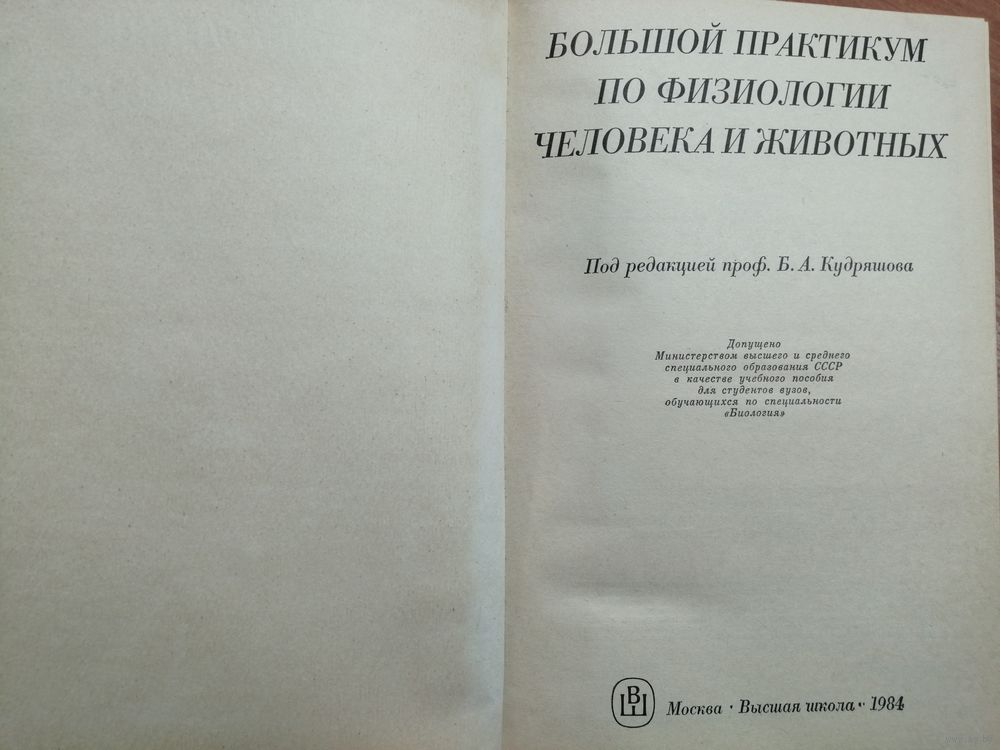 БОЛЬШОЙ ПРАКТИКУМ
ПО ФИЗИОЛОГИИ
ЧЕЛОВЕКА И ЖИВОТНЫХ
Под редакцией проф. Б. А. Кудряшова
Допущено
Министерством высшего и среднего
специального образования СССР
в качестве учебного пособия
для студентов вузов,
обучающихся по специальности
«Биология»
ВШ Москва · Высшая школа · 1984